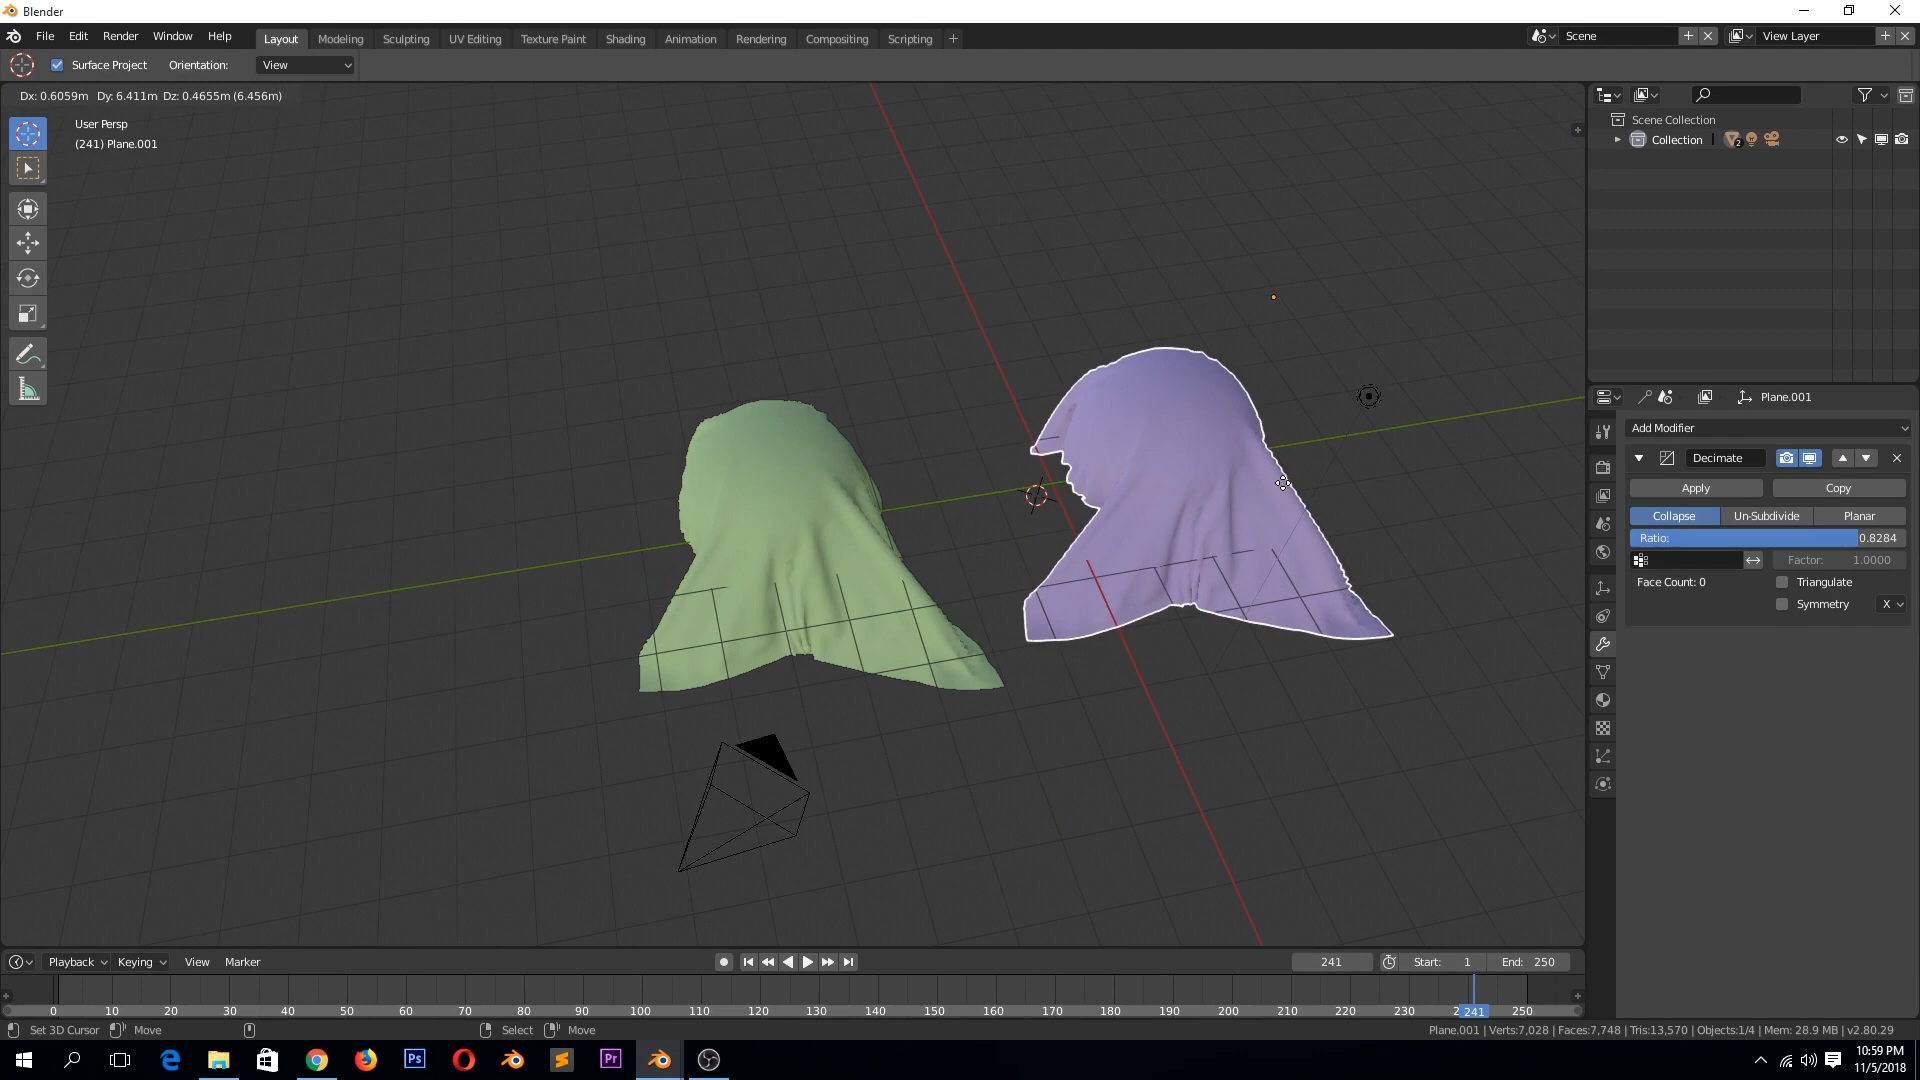 Blender
File Edit Render Window Help
Layout Modeling Sculpting UV Editing Texture Paint Shading Animation Rendering Compositing Scripting +
Scene
View Layer
Surface Project Orientation: View
Dx: 0.6059m Dy: 6.411m Dz: 0.4655m (6.456m)
User Persp
(241) Plane.001
Scene Collection
Collection
2
Plane.001
Add Modifier
Decimate
Apply Copy
Collapse Un-Subdivide Planar
Ratio: 0.8284
Factor: 1.0000
Face Count: 0 Triangulate
Symmetry X
Playback Keying View Marker
241 Start: 1 End: 250
0 10 20 30 40 50 60 70 80 90 100 110 120 130 140 150 160 170 180 190 200 210 220 230 241 250
Set 3D Cursor Move Select Move
Plane.001 | Verts:7,028 | Faces:7,748 | Tris:13,570 | Objects:1/4 | Mem: 28.9 MB | v2.80.29
Ps
Pr
10:59 PM
11/5/2018